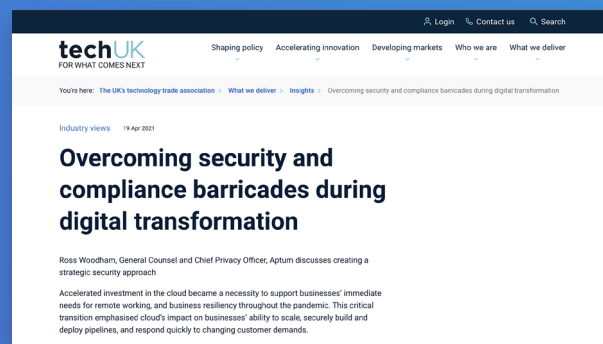 Login Contact us Search
techUK
FOR WHAT COMES NEXT
Shaping policy Accelerating innovation Developing markets Who we are What we deliver
You're here: The UK's technology trade association What we deliver Insights Overcoming security and compliance barricades during digital transformation
Industry views 19 Apr 2021
Overcoming security and
compliance barricades during
digital transformation
Ross Woodham, General Counsel and Chief Privacy Officer, Aptum discusses creating a
strategic security approach
Accelerated investment in the cloud became a necessity to support businesses' immediate
needs for remote working, and business resiliency throughout the pandemic. This critical
transition emphasised cloud's impact on businesses' ability to scale, securely build and
deploy pipelines, and respond quickly to changing customer demands.